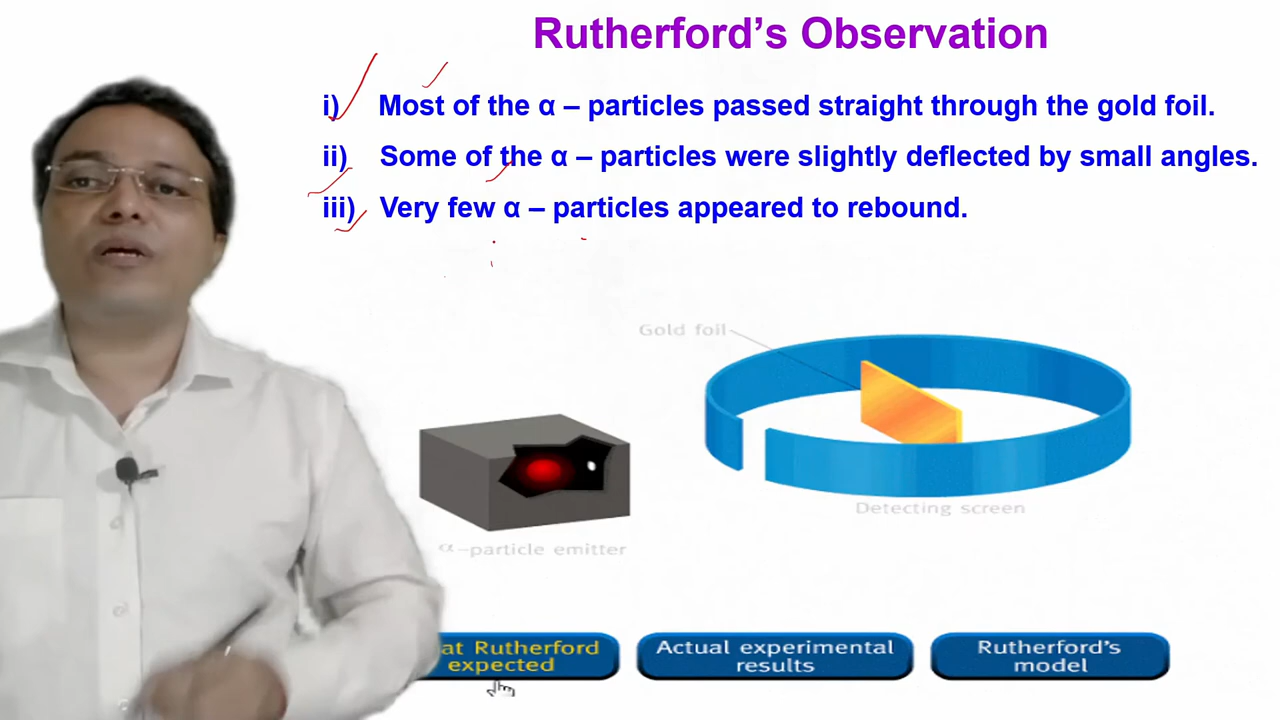 Rutherford's Observation
i) Most of the α – particles passed straight through the gold foil.
ii) Some of the α – particles were slightly deflected by small angles.
iii) Very few α – particles appeared to rebound.
Gold foil
Detecting screen
α-particle emitter
Rutherford
expected
Actual experimental
results
Rutherford's
model